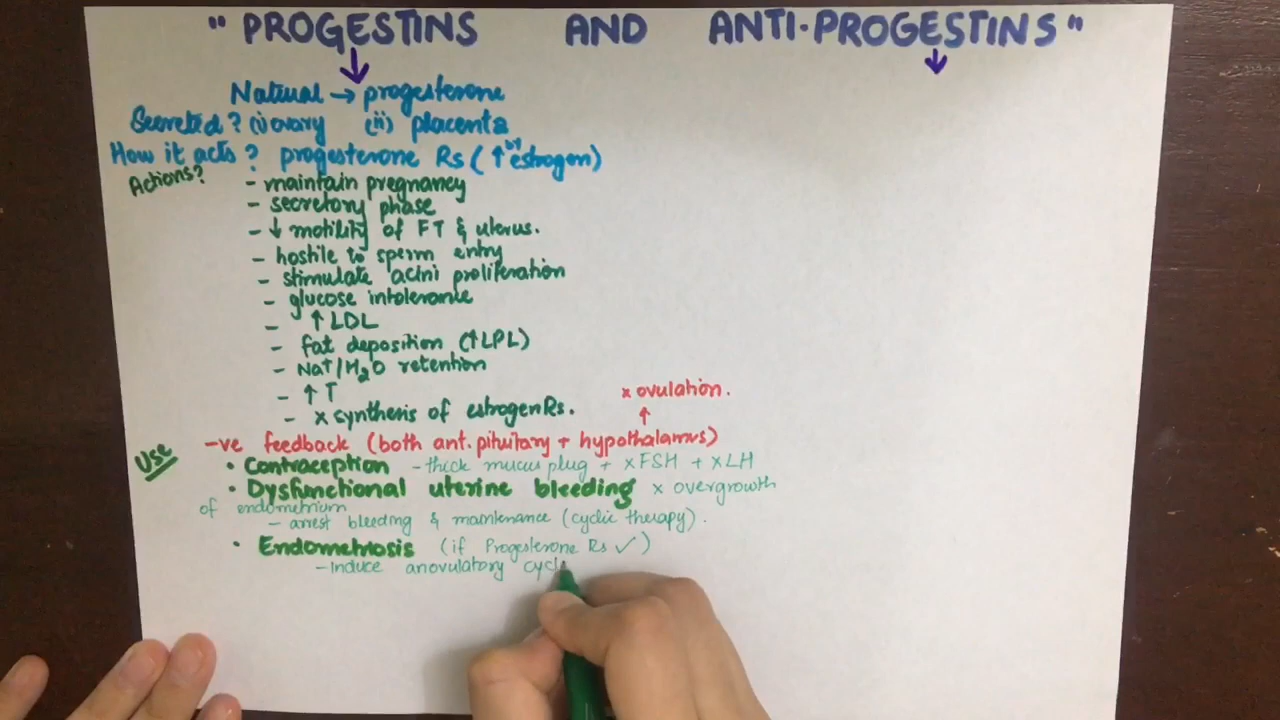 "PROGESTINS AND ANTI-PROGESTINS"
Natural → progesterone
Secreted? (i) ovary (ii) placenta
How it acts? progesterone Rs (↑ by estrogen)
Actions?
- maintain pregnancy
- secretory phase
- ↓ motility of FT & uterus.
- hostile to sperm entry
- stimulate acini proliferation
- glucose intolerance
- ↑ LDL
- fat deposition (↑LPL)
- Na+/H2O retention
- ↑ T
- x synthesis of estrogen Rs.
x ovulation.
↑
-ve feedback (both ant. pituitary + hypothalamus)
Use
• Contraception - thick mucus plug + xFSH + xLH
• Dysfunctional uterine bleeding x overgrowth
of endometrium
- arrest bleeding & maintenance (cyclic therapy).
• Endometriosis (if Progesterone Rs ✓)
- Induce anovulatory cycl